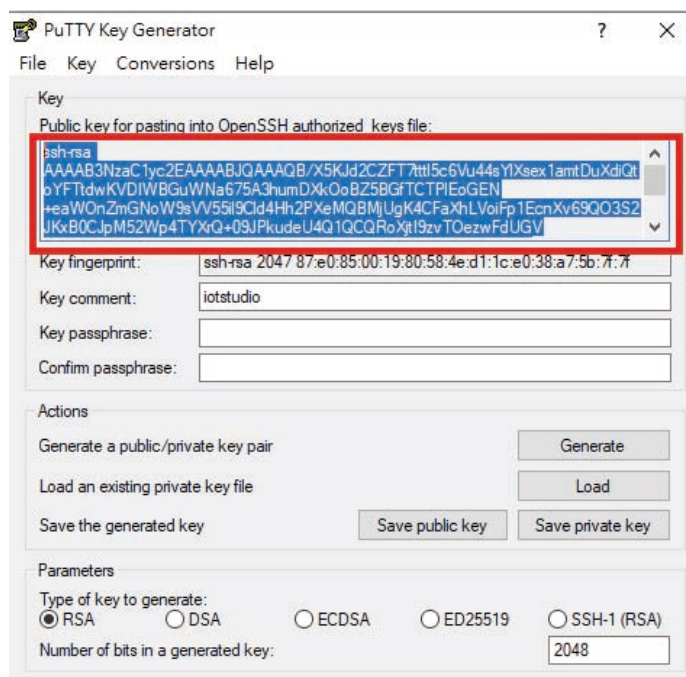 PuTTY Key Generator
?
×
File Key Conversions Help
Key
Public key for pasting into OpenSSH authorized_keys file:
ssh-rsa
AAAAB3NzaC1yc2EAAAABJQAAAQB/X5KJd2CZFT7tttI5c6Vu44sYlXsex1amtDuXdiQt
oYFTtdwKVDIWBGuWNa675A3humDXkOoBZ5BGfTCTPlEoGEN
+eaWOnZmGNoW9sVV55iI9Cld4Hh2PXeMQBMjUgK4CFaXhLVoiFp1EcnXv69QO3S2
JKxB0CJpM52Wp4TYXrQ+09JPkudeU4Q1QCQRoXjtI9zvTOezwFdUGV
Key fingerprint: ssh-rsa 2047 87:e0:85:00:19:80:58:4e:d1:1c:e0:38:a7:5b:7f:7f
Key comment: iotstudio
Key passphrase:
Confirm passphrase:
Actions
Generate a public/private key pair Generate
Load an existing private key file Load
Save the generated key Save public key Save private key
Parameters
Type of key to generate:
RSA DSA ECDSA ED25519 SSH-1 (RSA)
Number of bits in a generated key: 2048